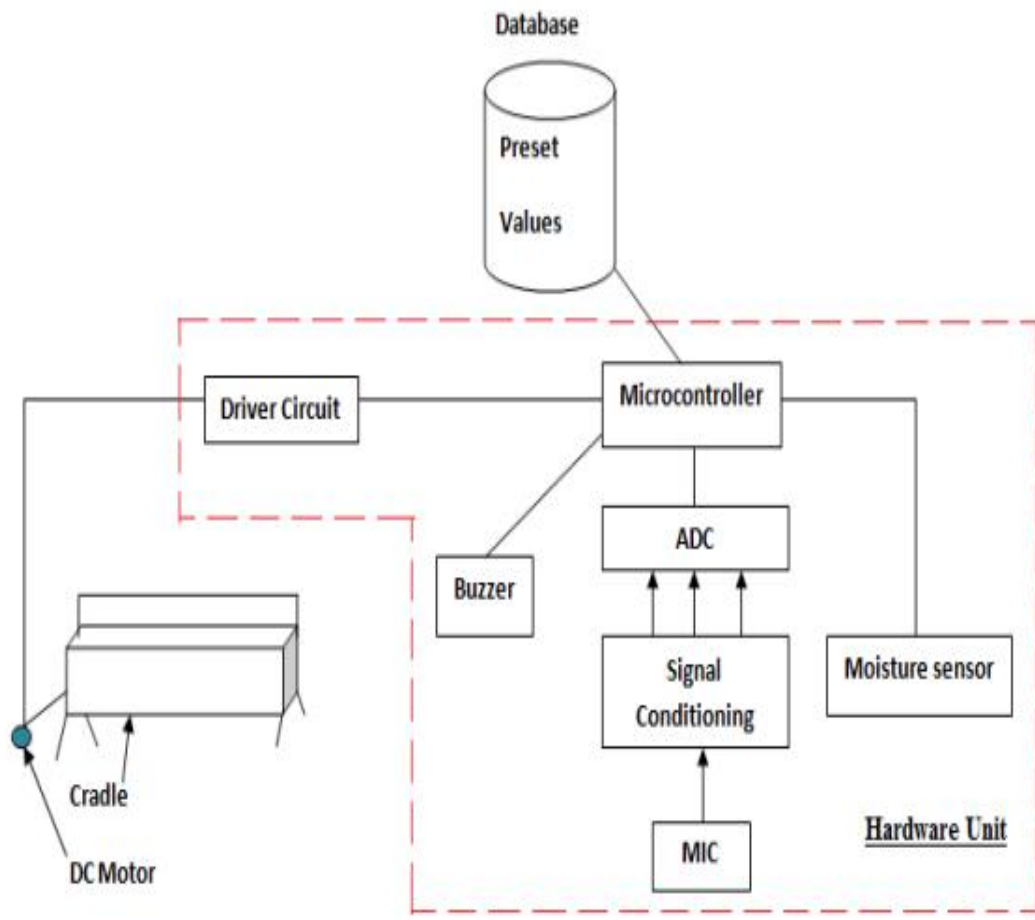 Database
Preset
Values
Driver Circuit
Microcontroller
ADC
Buzzer
Signal
Conditioning
Moisture sensor
Cradle
MIC
Hardware Unit
DC Motor